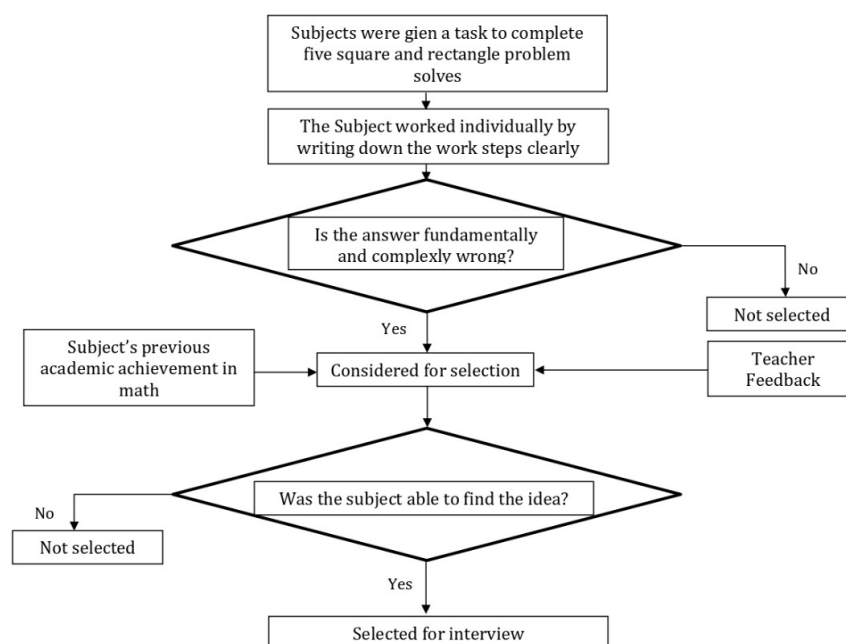 Subjects were gien a task to complete
five square and rectangle problem
solves
The Subject worked individually by
writing down the work steps clearly
Is the answer fundamentally
and complexly wrong?
No
Not selected
Yes
Subject's previous
academic achievement in
math
Considered for selection
Teacher
Feedback
Was the subject able to find the idea?
No
Not selected
Yes
Selected for interview